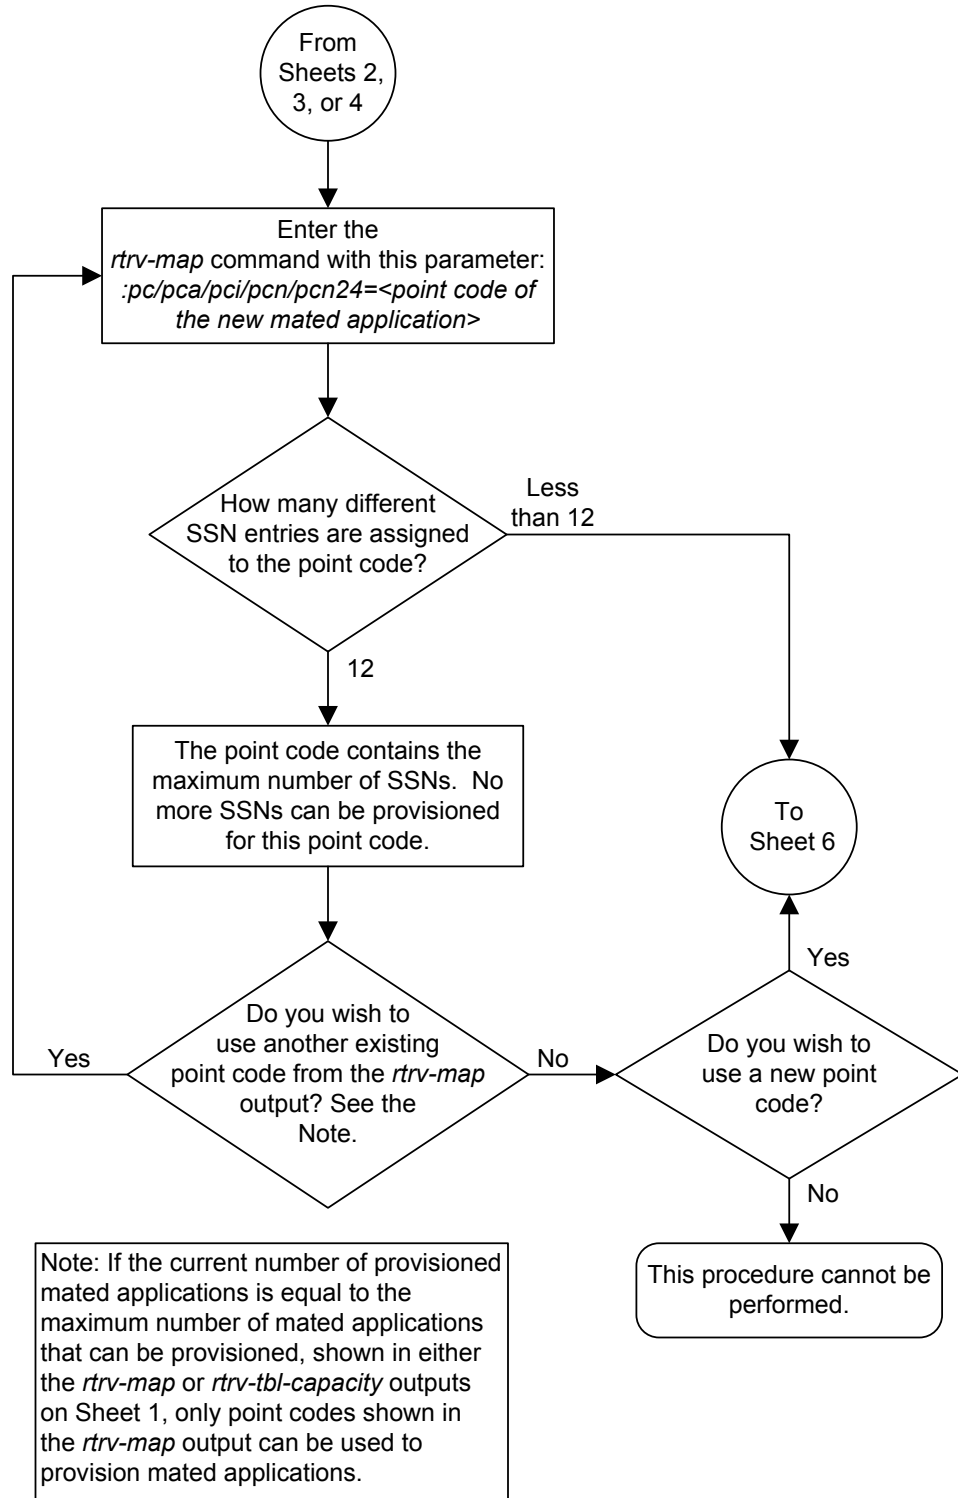 From
Sheets 2,
3, or 4
Enter the
rtrv-map command with this parameter:
:pc/pca/pci/pcn/pcn24=<point code of
the new mated application>
How many different
SSN entries are assigned
to the point code?
Less
than 12
12
The point code contains the
maximum number of SSNs.  No
more SSNs can be provisioned
for this point code.
To
Sheet 6
Yes
Do you wish to
use another existing
point code from the rtrv-map
output? See the
Note.
Yes
No
Do you wish to
use a new point
code?
No
This procedure cannot be
performed.
Note: If the current number of provisioned
mated applications is equal to the
maximum number of mated applications
that can be provisioned, shown in either
the rtrv-map or rtrv-tbl-capacity outputs
on Sheet 1, only point codes shown in
the rtrv-map output can be used to
provision mated applications.